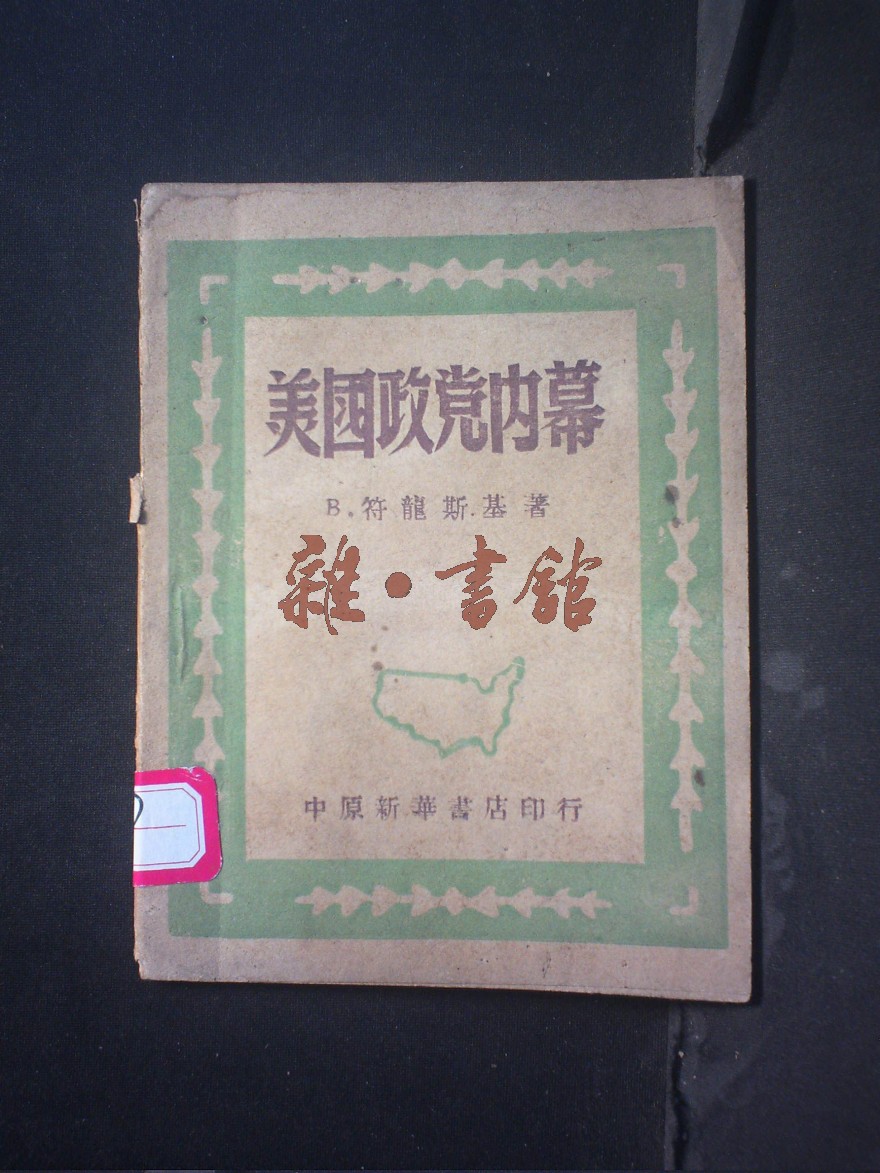 美國政党内幕
B.符龍斯基著
雜·書館
中原新華書店印行